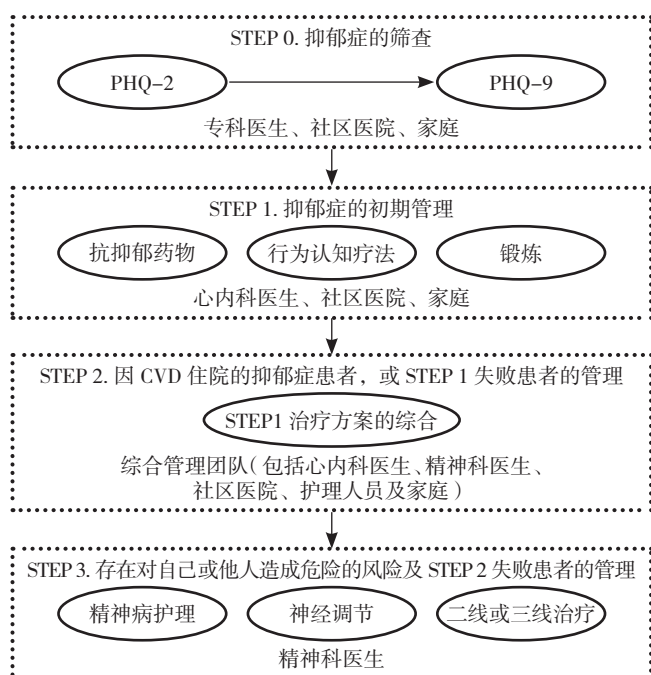 STEP 0. 抑郁症的筛查
PHQ-2 PHQ-9
专科医生、社区医院、家庭
STEP 1. 抑郁症的初期管理
抗抑郁药物 行为认知疗法 锻炼
心内科医生、社区医院、家庭
STEP 2. 因 CVD 住院的抑郁症患者，或 STEP 1 失败患者的管理
STEP1 治疗方案的综合
综合管理团队（包括心内科医生、精神科医生、
社区医院、护理人员及家庭）
STEP 3. 存在对自己或他人造成危险的风险及 STEP 2 失败患者的管理
精神病护理 神经调节 二线或三线治疗
精神科医生